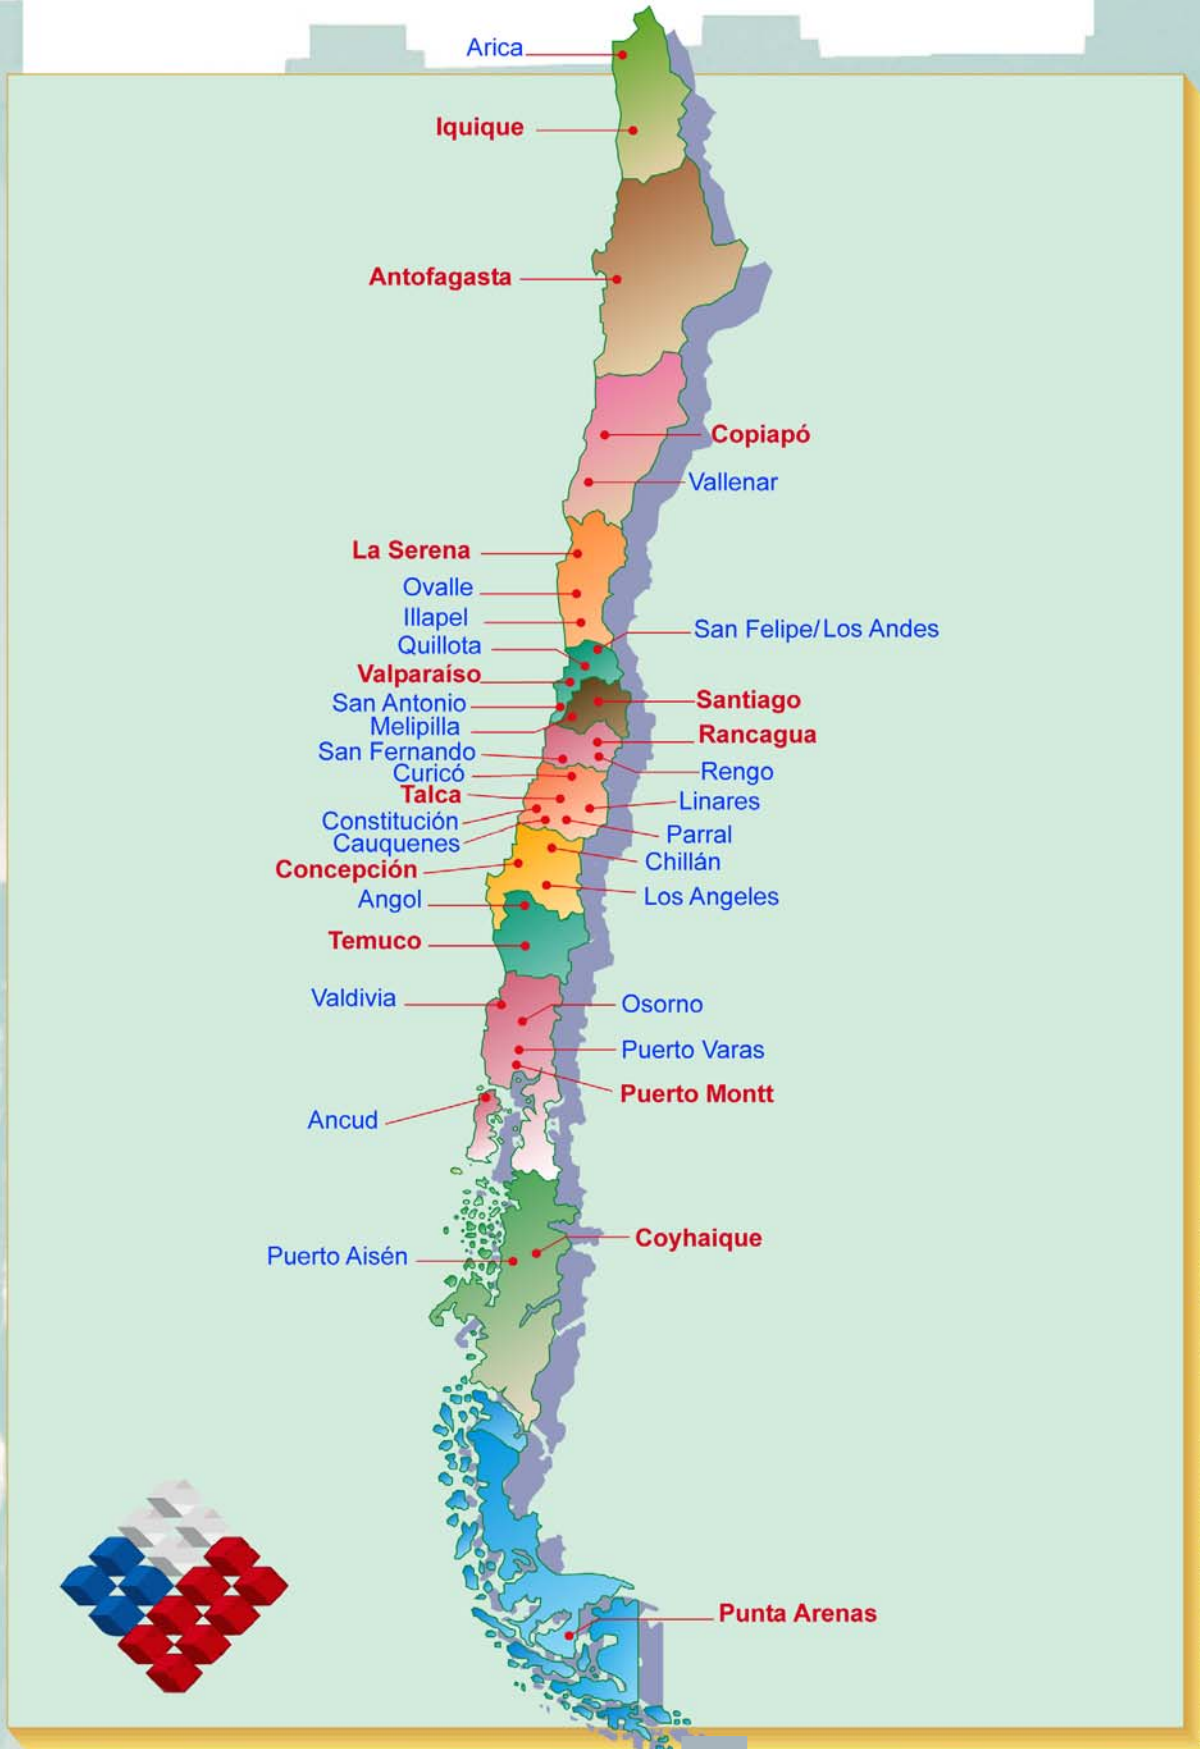 Arica
Iquique
Antofagasta
Copiapó
Vallenar
La Serena
Ovalle
Illapel
San Felipe/Los Andes
Quillota
Valparaíso
Santiago
San Antonio
Melipilla
Rancagua
San Fernando
Rengo
Curicó
Talca
Linares
Constitución
Parral
Cauquenes
Chillán
Concepción
Los Angeles
Angol
Temuco
Valdivia
Osorno
Puerto Varas
Puerto Montt
Ancud
Coyhaique
Puerto Aisén
Punta Arenas